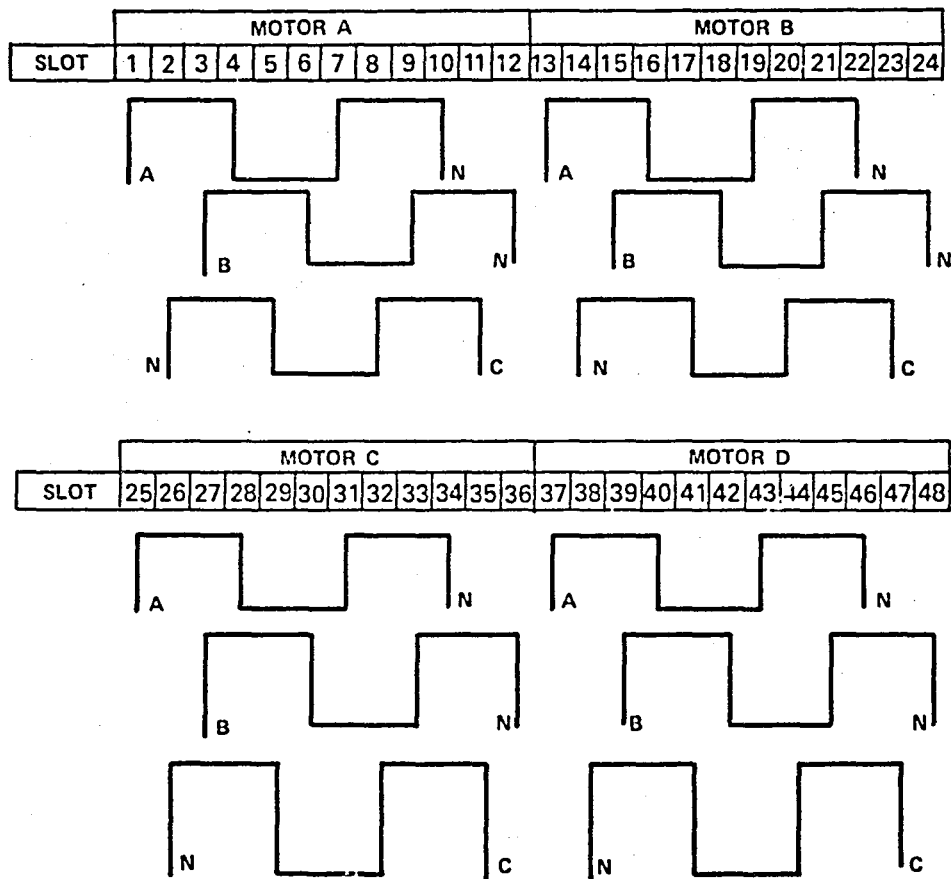 MOTOR A MOTOR B
SLOT 1 2 3 4 5 6 7 8 9 10 11 12 13 14 15 16 17 18 19 20 21 22 23 24
A N A N
B N B N
N C N C
MOTOR C MOTOR D
SLOT 25 26 27 28 29 30 31 32 33 34 35 36 37 38 39 40 41 42 43 44 45 46 47 48
A N A N
B N B N
N C N C